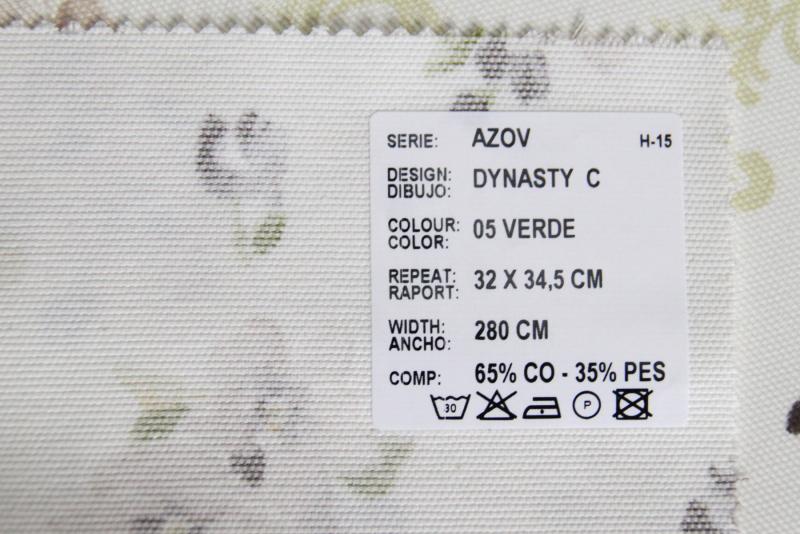 SERIE: AZOV H-15
DESIGN:
DIBUJO: DYNASTY C
COLOUR:
COLOR: 05 VERDE
REPEAT:
RAPORT: 32 X 34,5 CM
WIDTH:
ANCHO: 280 CM
COMP: 65% CO - 35% PES
30 P